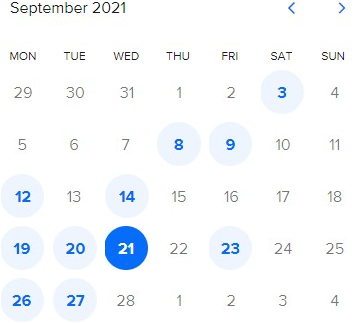 September 2021
MON TUE WED THU FRI SAT SUN
29 30 31 1 2 3 4
5 6 7 8 9 10 11
12 13 14 15 16 17 18
19 20 21 22 23 24 25
26 27 28 1 2 3 4